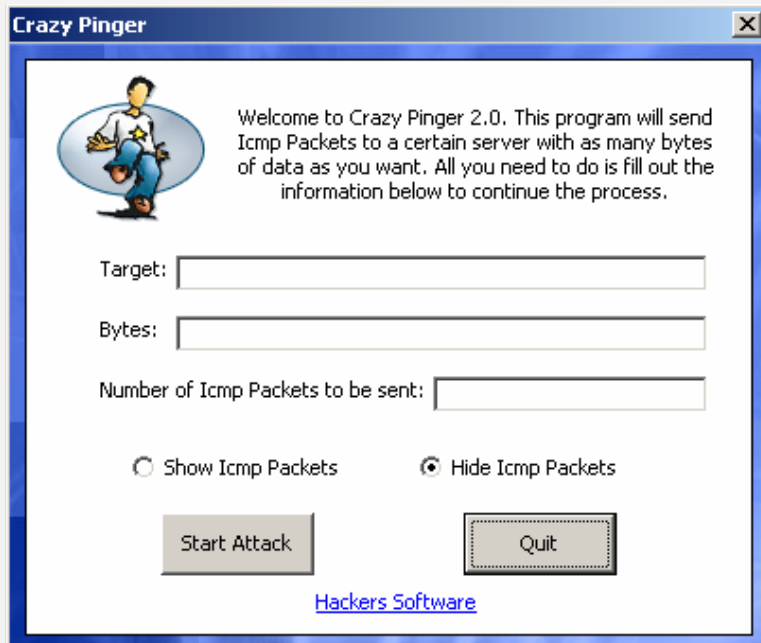 Crazy Pinger
Welcome to Crazy Pinger 2.0. This program will send
Icmp Packets to a certain server with as many bytes
of data as you want. All you need to do is fill out the
information below to continue the process.
Target:
Bytes:
Number of Icmp Packets to be sent:
Show Icmp Packets
Hide Icmp Packets
Start Attack
Quit
Hackers Software